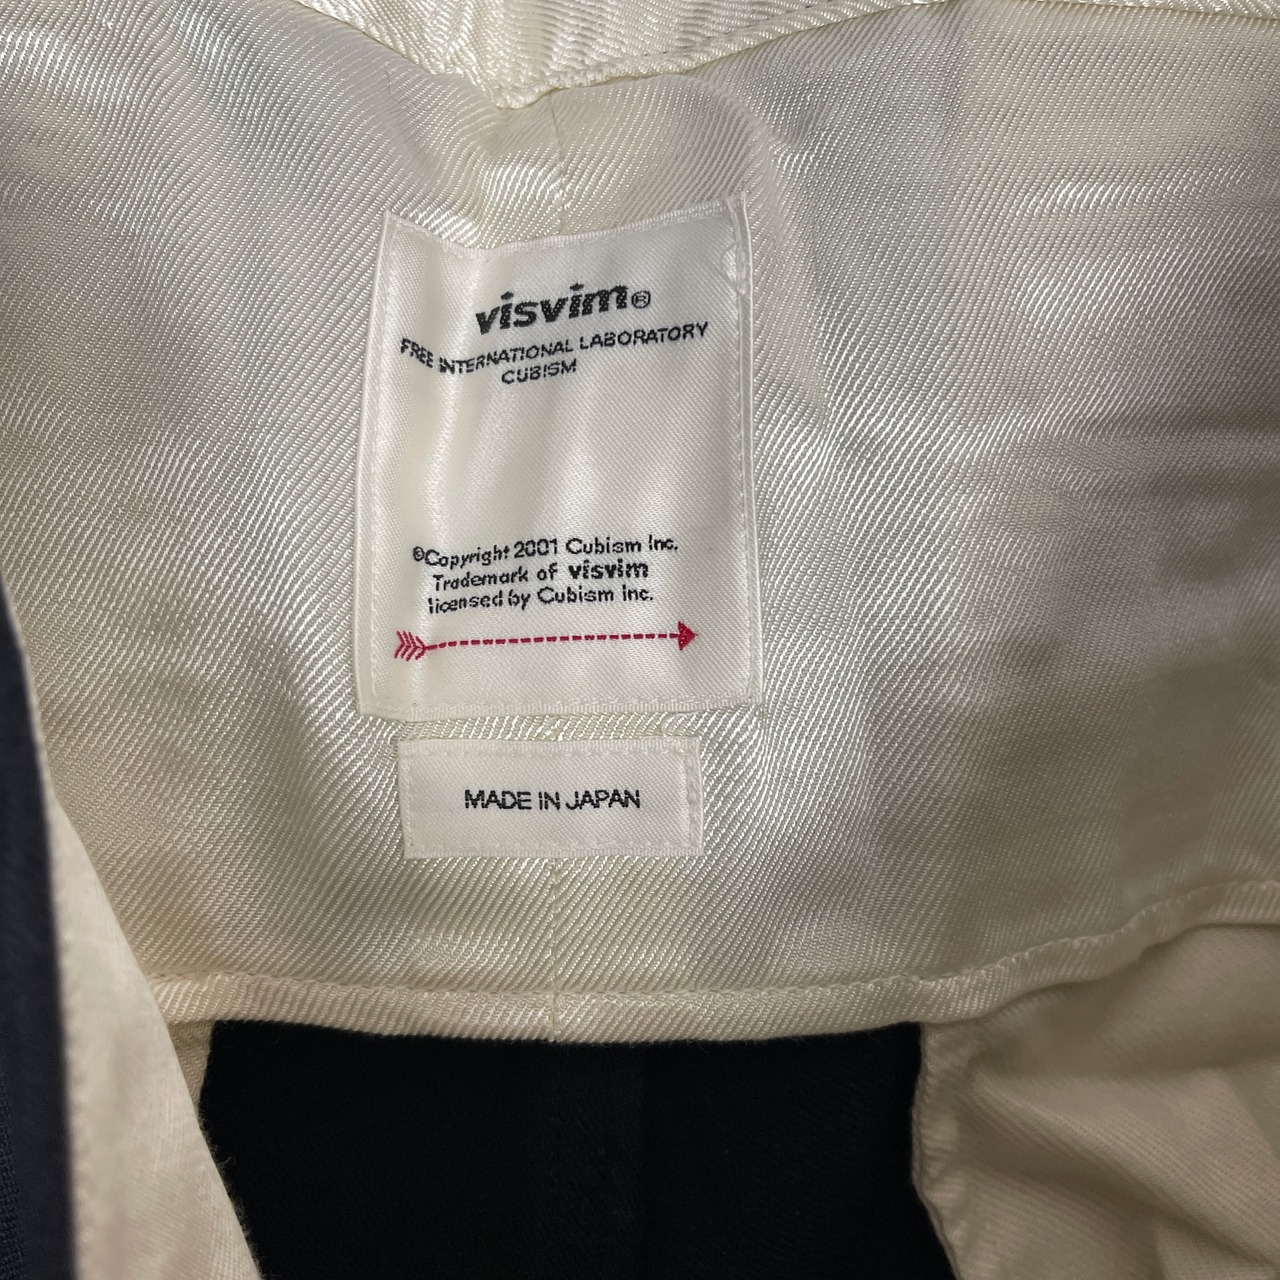 visvim®
FREE INTERNATIONAL LABORATORY
CUBISM
©Copyright 2001 Cubism Inc.
Trademark of visvim
licensed by Cubism Inc.
MADE IN JAPAN